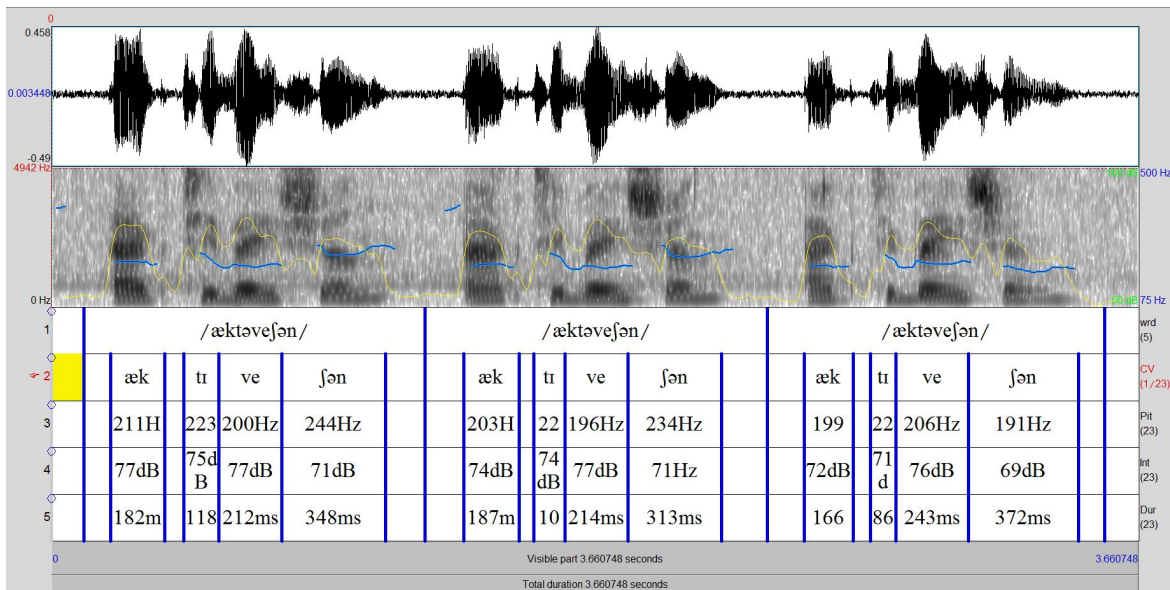 0
0.458
0.003448
-0.49
4942 Hz
500 Hz
0 Hz
50 dB
75 Hz
1 /æktəveʃən/ /æktəveʃən/ /æktəveʃən/ wrd (5)
2 æk tɪ ve ʃən æk tɪ ve ʃən æk tɪ ve ʃən CV (1/23)
3 211H 223 200Hz 244Hz 203H 22 196Hz 234Hz 199 22 206Hz 191Hz Pit (23)
4 77dB 75d B 77dB 71dB 74dB 74 dB 77dB 71Hz 72dB 71 d 76dB 69dB Int (23)
5 182m 118 212ms 348ms 187m 10 214ms 313ms 166 86 243ms 372ms Dur (23)
0 Visible part 3.660748 seconds 3.660748
Total duration 3.660748 seconds